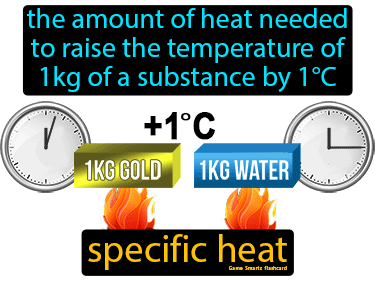 the amount of heat needed
to raise the temperature of
1kg of a substance by 1°C
+1°C
1KG GOLD
1KG WATER
specific heat
Game Smartz flashcard